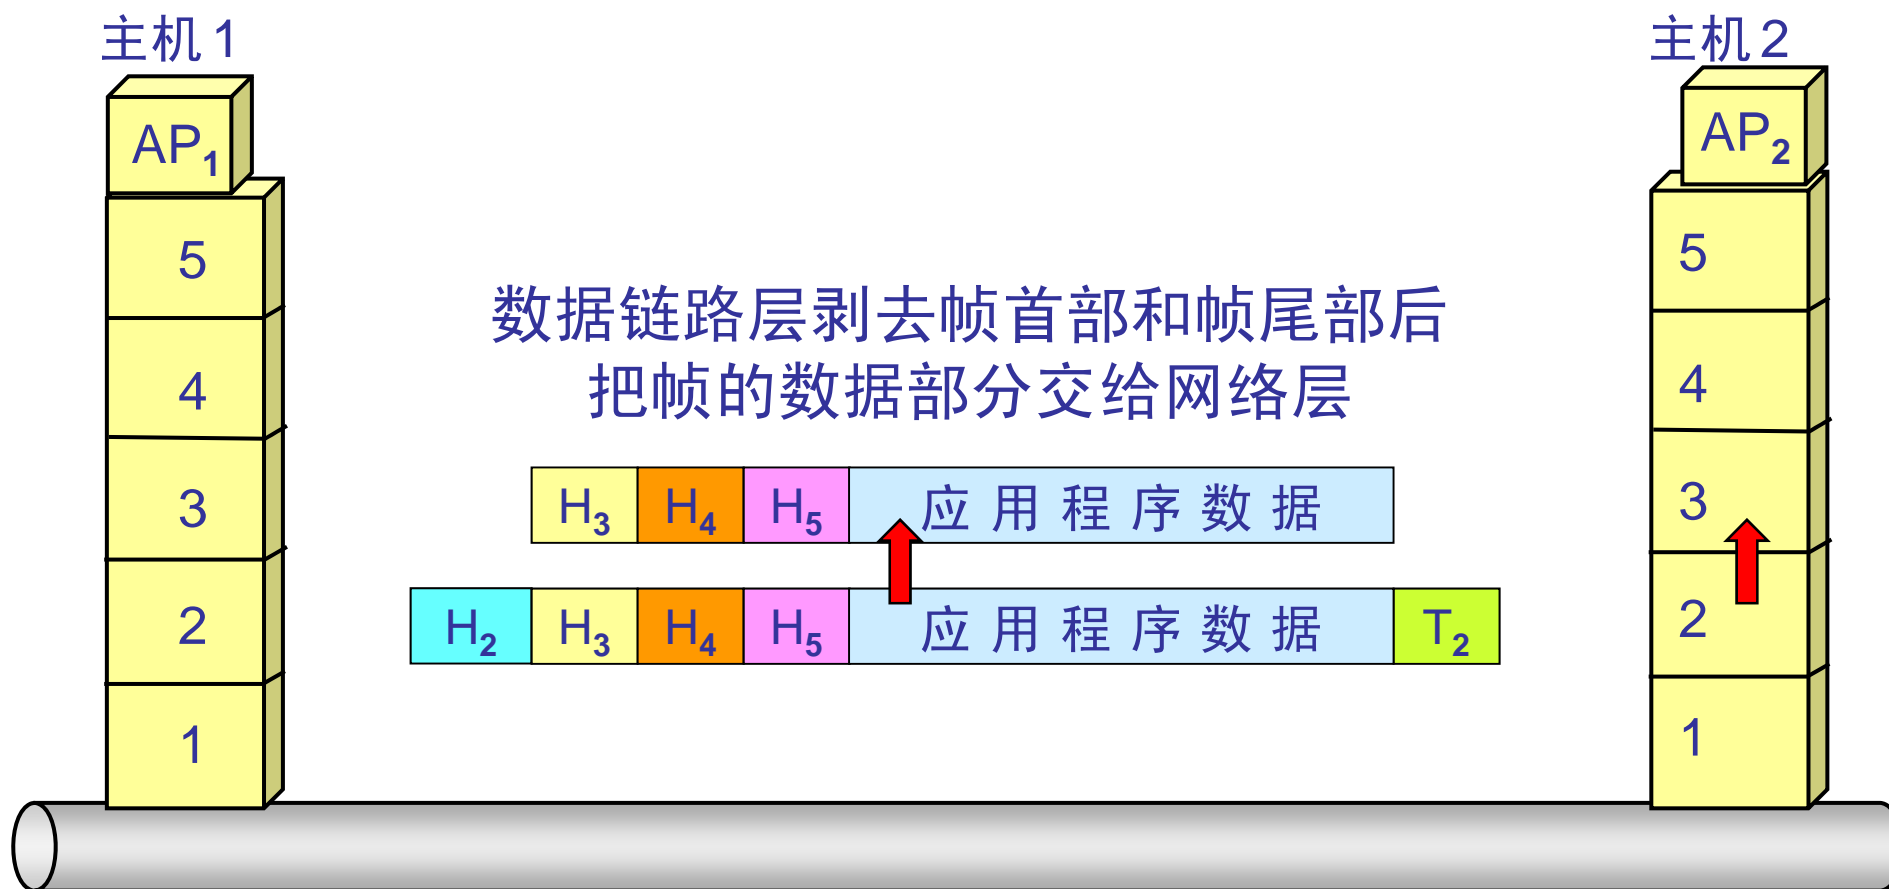 主机1
主机2
AP1
AP2
5
5
数据链路层剥去帧首部和帧尾部后
把帧的数据部分交给网络层
4
4
3
H3 H4 H5 应用程序数据
3
2
H2 H3 H4 H5 应用程序数据 T2
2
1
1